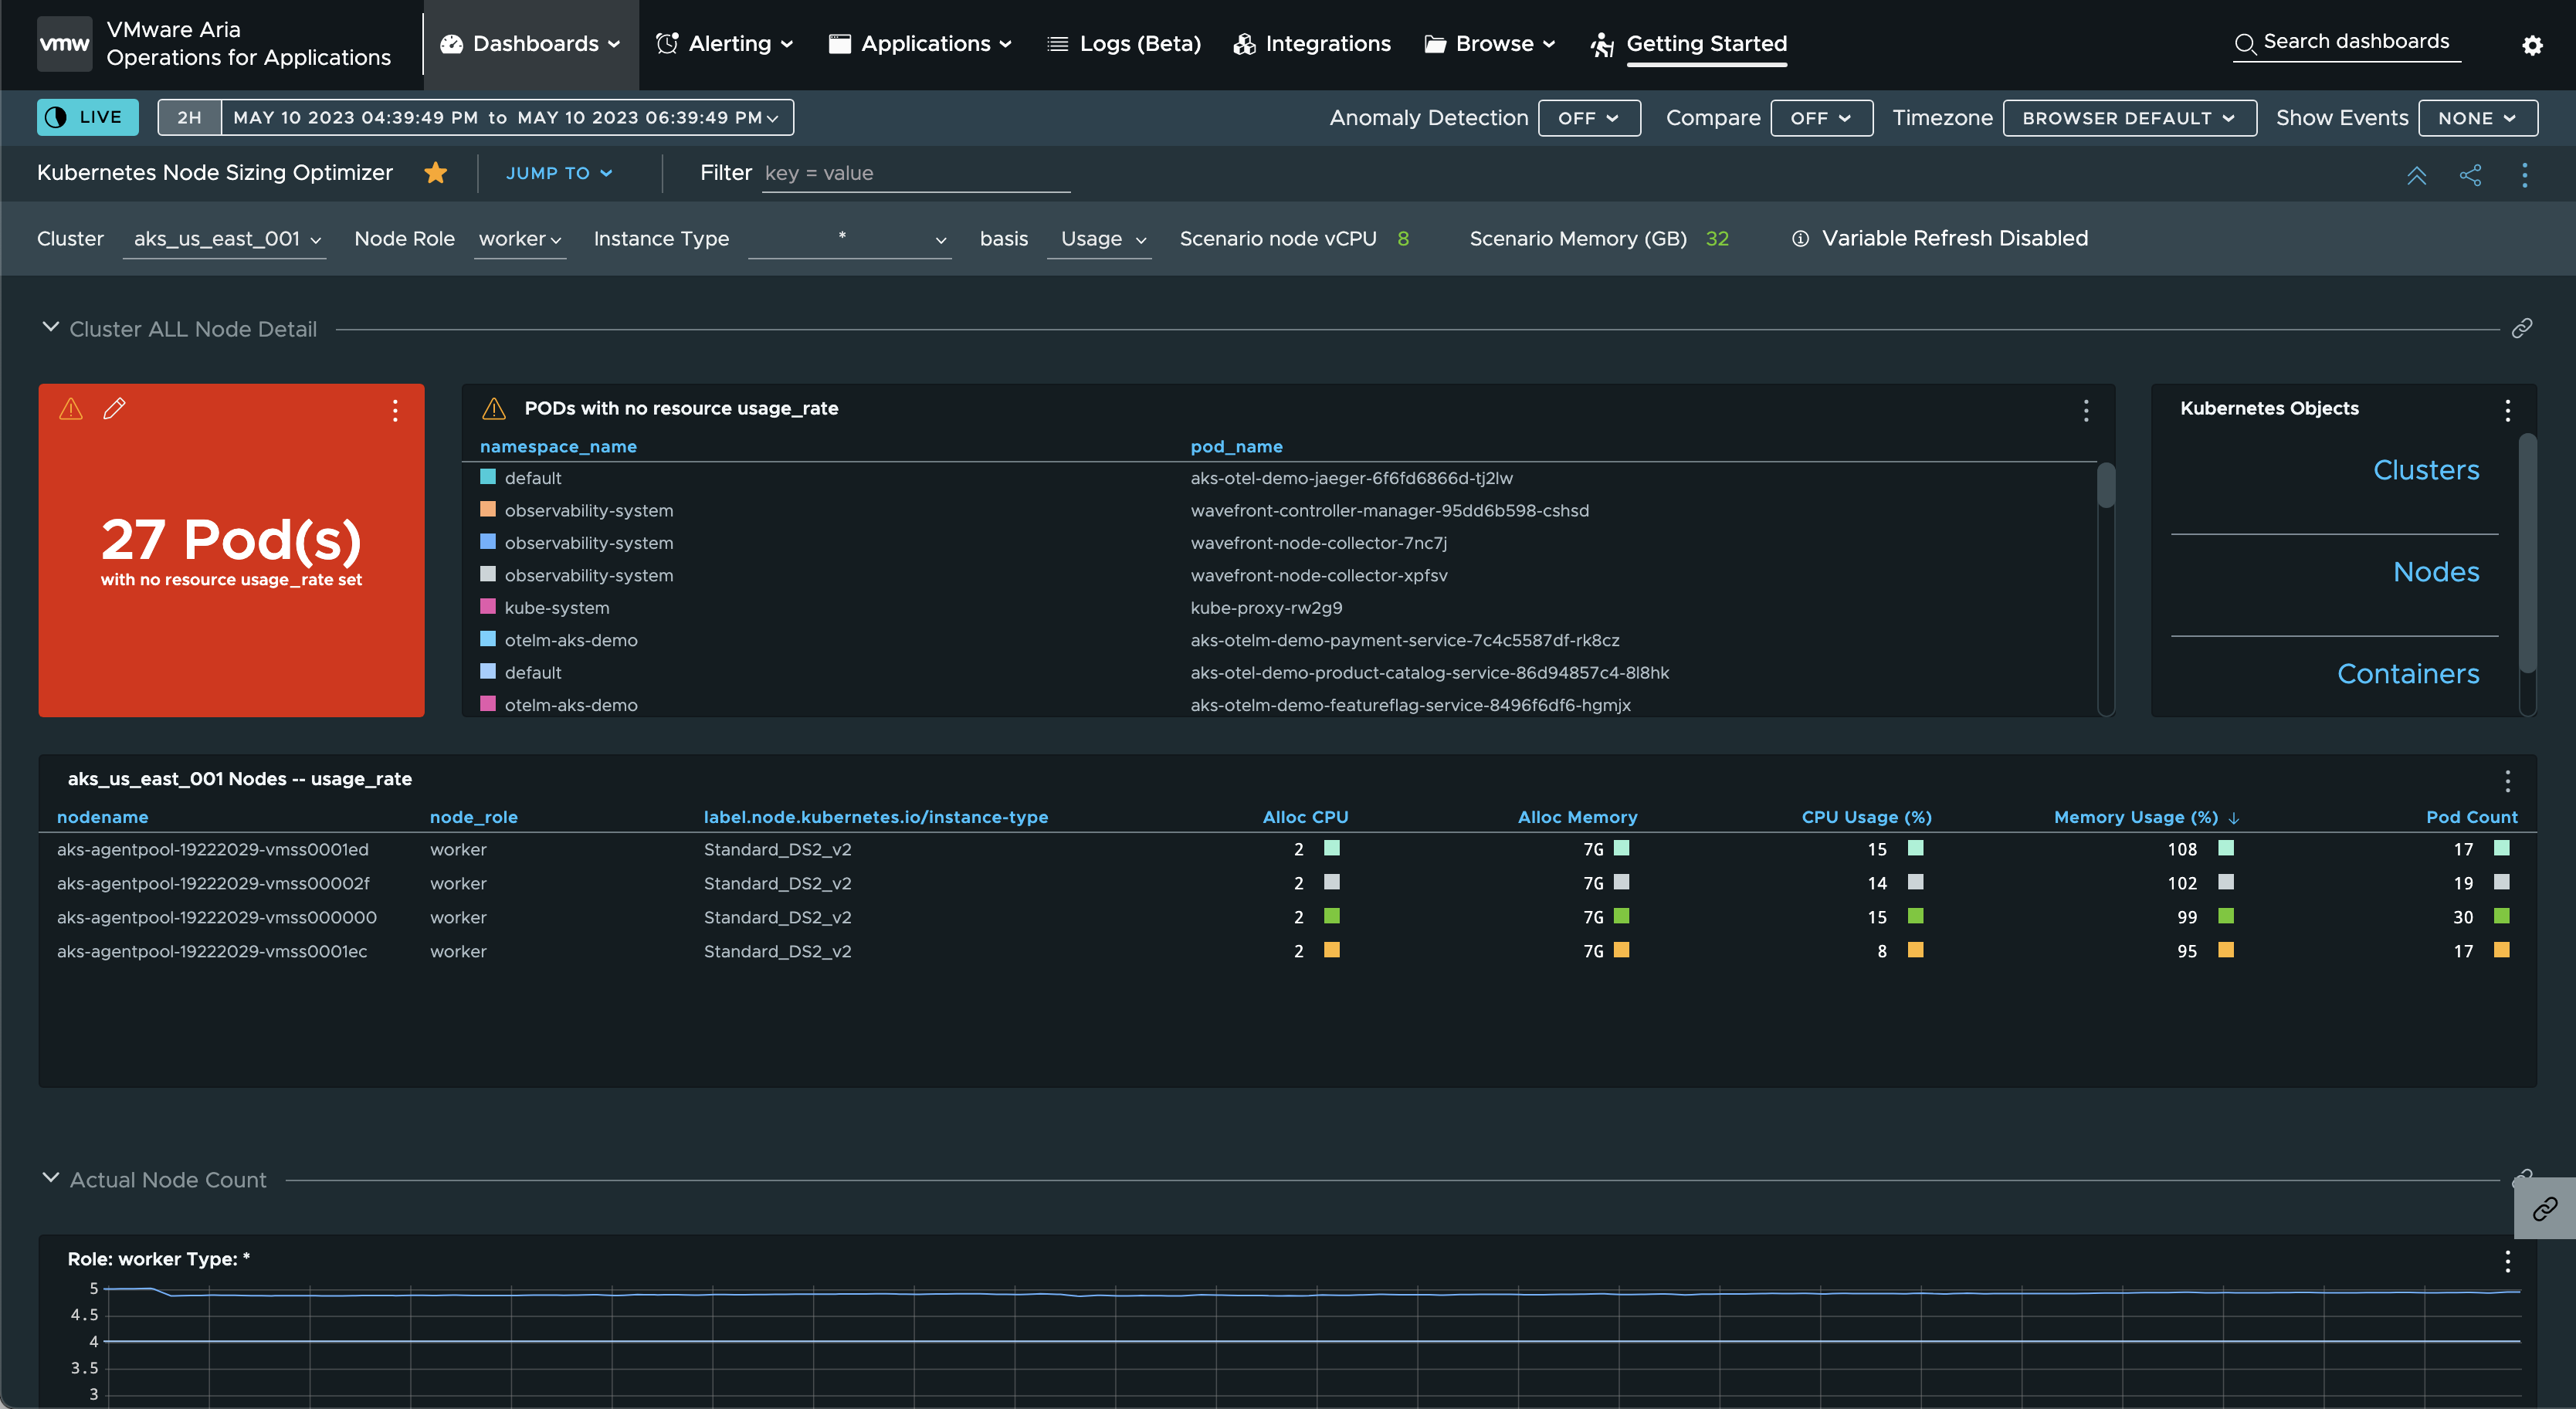 vmw
VMware Aria
Operations for Applications
Dashboards
Alerting
Applications
Logs (Beta)
Integrations
Browse
Getting Started
Search dashboards
LIVE
2H
MAY 10 2023 04:39:49 PM to MAY 10 2023 06:39:49 PM
Anomaly Detection
OFF
Compare
OFF
Timezone
BROWSER DEFAULT
Show Events
NONE
Kubernetes Node Sizing Optimizer
JUMP TO
Filter
key = value
Cluster aks_us_east_001
Node Role worker
Instance Type *
basis Usage
Scenario node vCPU 8
Scenario Memory (GB) 32
Variable Refresh Disabled
Cluster ALL Node Detail
27 Pod(s)
with no resource usage_rate set
PODs with no resource usage_rate
namespace_name pod_name
default aks-otel-demo-jaeger-6f6fd6866d-tj2lw
observability-system wavefront-controller-manager-95dd6b598-cshsd
observability-system wavefront-node-collector-7nc7j
observability-system wavefront-node-collector-xpfsv
kube-system kube-proxy-rw2g9
otelm-aks-demo aks-otelm-demo-payment-service-7c4c5587df-rk8cz
default aks-otel-demo-product-catalog-service-86d94857c4-8l8hk
otelm-aks-demo aks-otelm-demo-featureflag-service-8496f6df6-hgmjx
Kubernetes Objects
Clusters
Nodes
Containers
aks_us_east_001 Nodes -- usage_rate
nodename node_role label.node.kubernetes.io/instance-type Alloc CPU Alloc Memory CPU Usage (%) Memory Usage (%) ↓ Pod Count
aks-agentpool-19222029-vmss0001ed worker Standard_DS2_v2 2 7G 15 108 17
aks-agentpool-19222029-vmss00002f worker Standard_DS2_v2 2 7G 14 102 19
aks-agentpool-19222029-vmss000000 worker Standard_DS2_v2 2 7G 15 99 30
aks-agentpool-19222029-vmss0001ec worker Standard_DS2_v2 2 7G 8 95 17
Actual Node Count
Role: worker Type: *
5
4.5
4
3.5
3